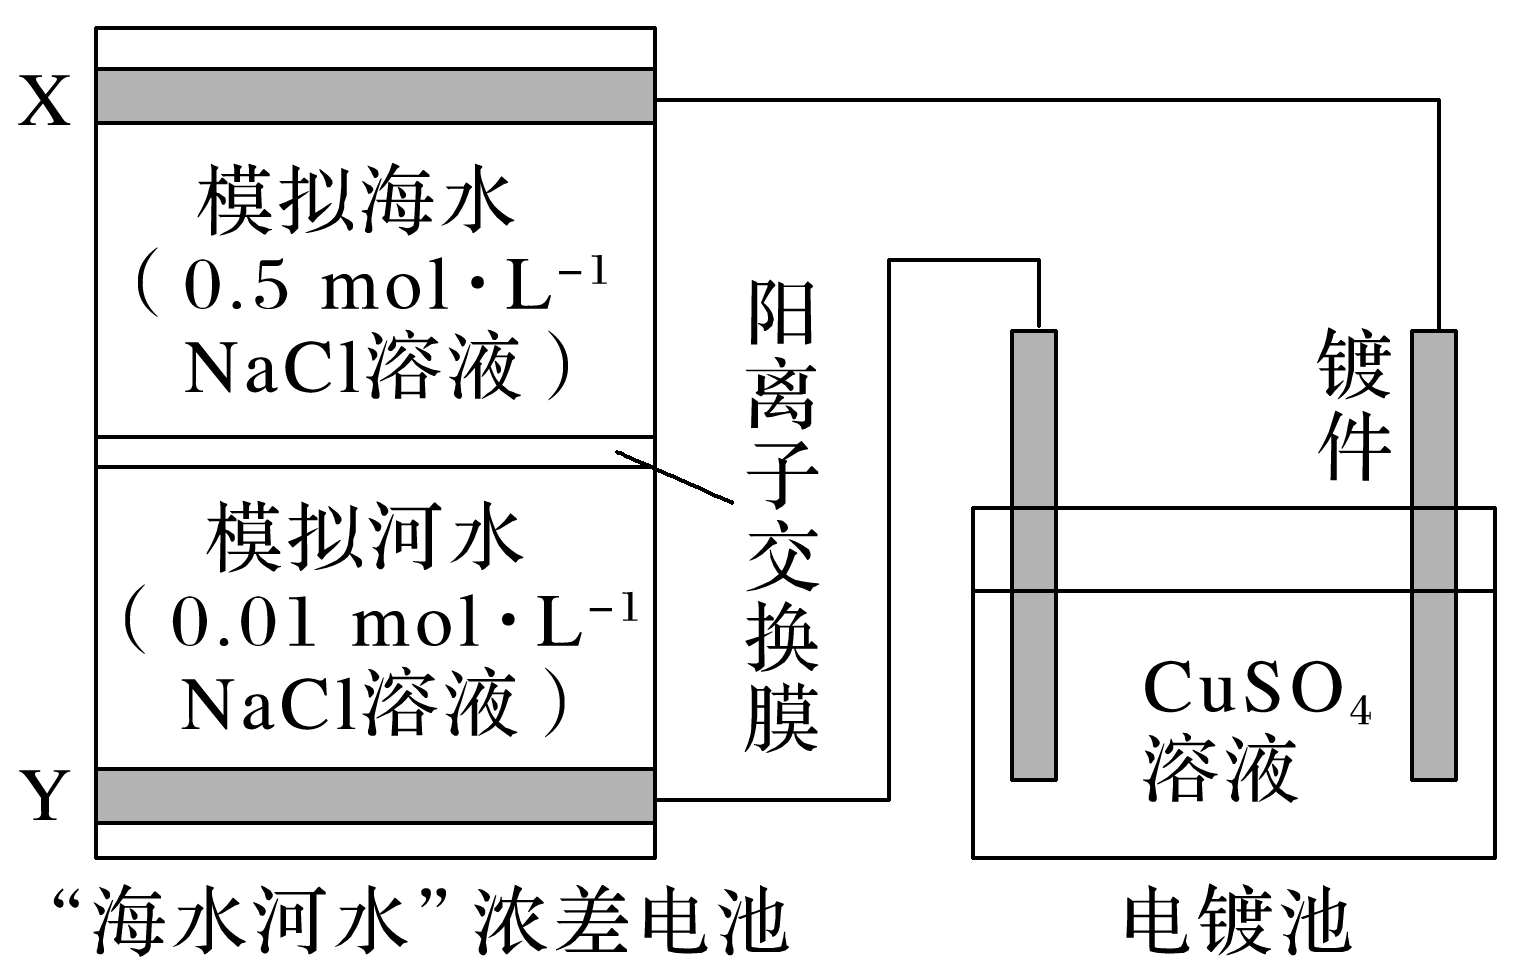 X
模拟海水
（0.5 mol·L⁻¹
NaCl溶液）
阳离子交换膜
模拟河水
（0.01 mol·L⁻¹
NaCl溶液）
Y
“海水河水”浓差电池
镀件
CuSO₄
溶液
电镀池